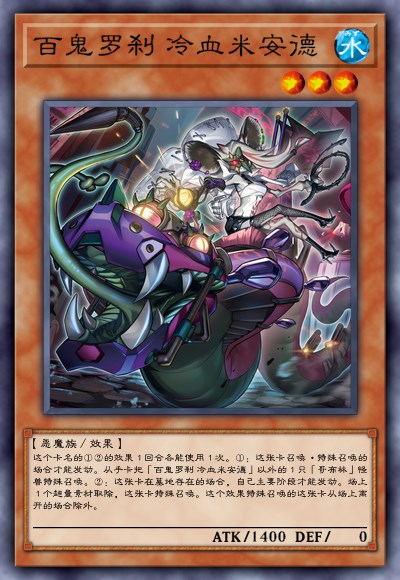 百鬼罗刹 冷血米安德
水
【恶魔族/效果】
这个卡名的①②的效果1回合各能使用1次。①:这张卡召唤·特殊召唤的
场合才能发动。从手卡把「百鬼罗刹 冷血米安德」以外的1只「哥布林」怪
兽特殊召唤。②:这张卡在墓地存在的场合,自己主要阶段才能发动。场上
1个超量素材取除,这张卡特殊召唤。这个效果特殊召唤的这张卡从场上离
开的场合除外。
ATK/1400 DEF/ 0